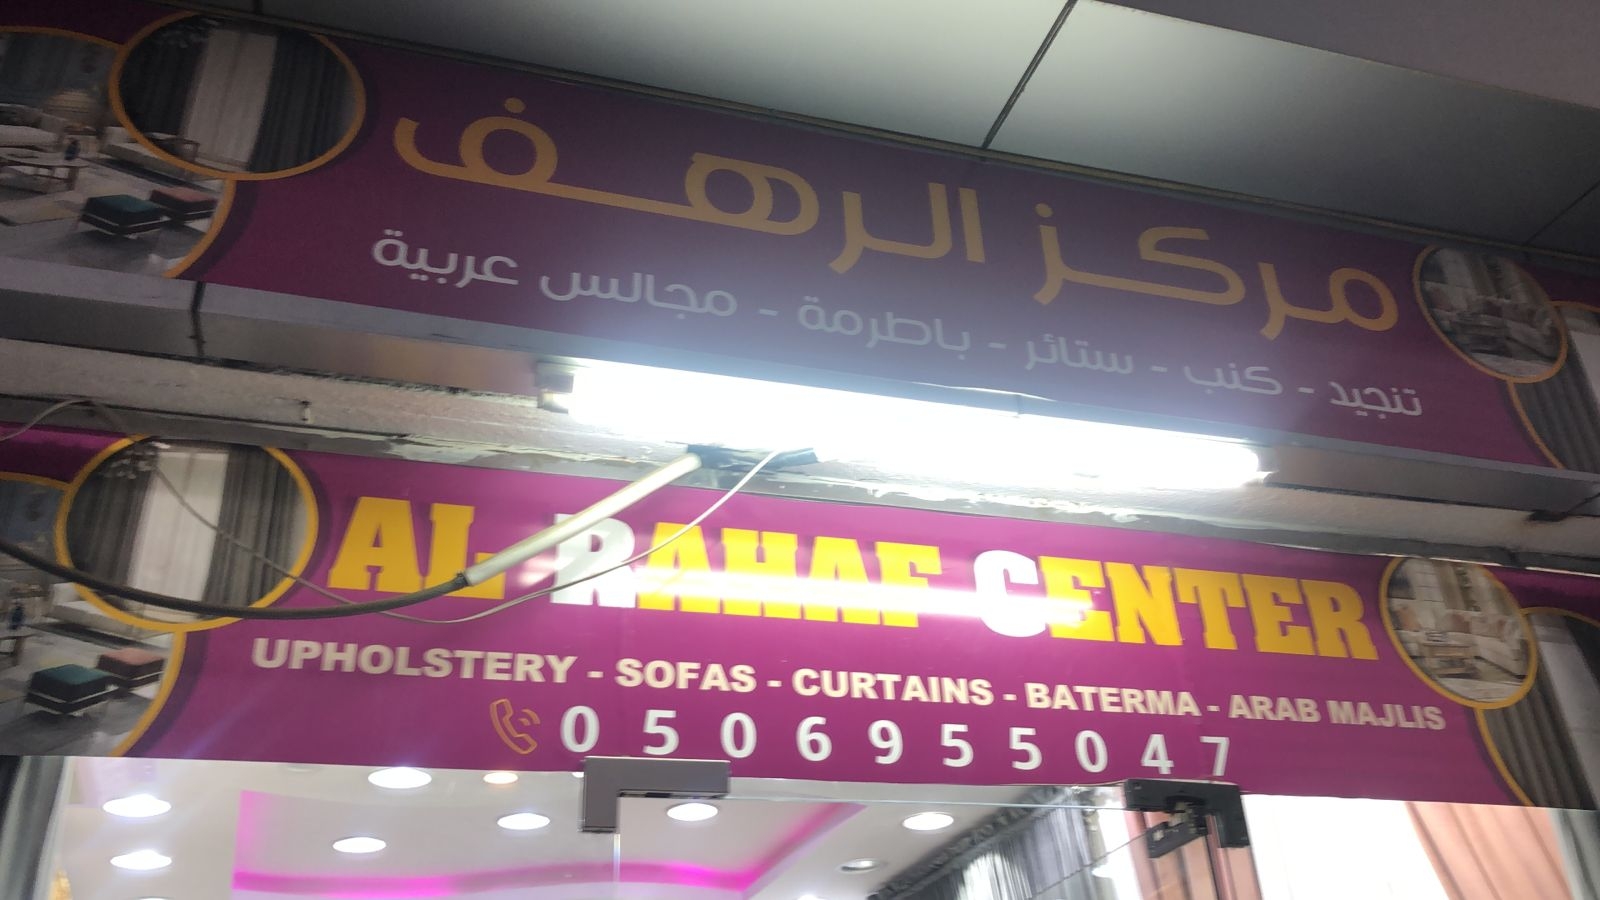 مركز الرهف
تنجيد - كنب - ستائر - باطرمة - مجالس عربية
AL-RAHAF CENTER
UPHOLSTERY - SOFAS - CURTAINS - BATERMA - ARAB MAJLIS
0506955047